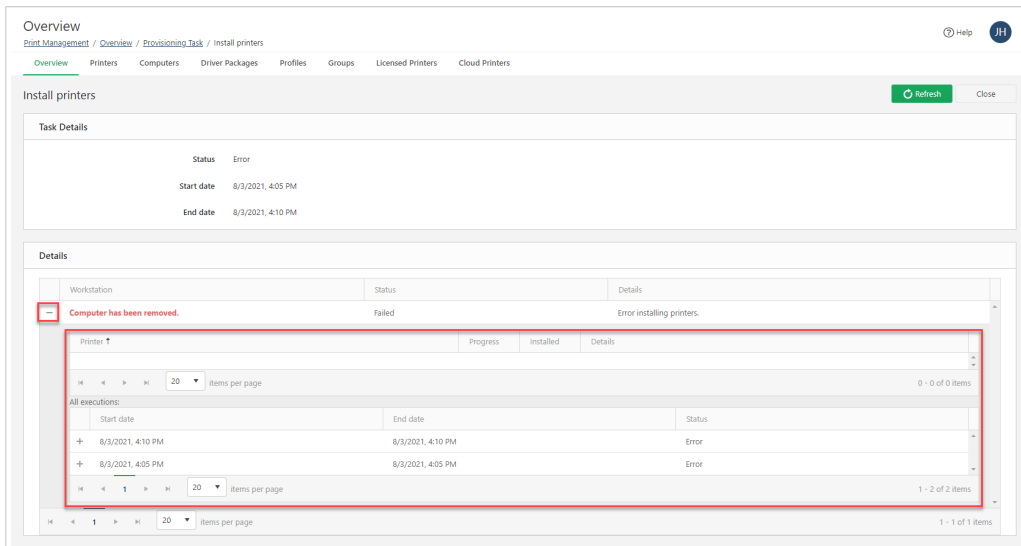 Overview
Print Management / Overview / Provisioning Task / Install printers
Help
JH
Overview Printers Computers Driver Packages Profiles Groups Licensed Printers Cloud Printers
Install printers
Refresh Close
Task Details
Status Error
Start date 8/3/2021, 4:05 PM
End date 8/3/2021, 4:10 PM
Details
Workstation Status Details
Computer has been removed. Failed Error installing printers.
Printer Progress Installed Details
20 items per page 0 - 0 of 0 items
All executions:
Start date End date Status
8/3/2021, 4:10 PM 8/3/2021, 4:10 PM Error
8/3/2021, 4:05 PM 8/3/2021, 4:05 PM Error
1 20 items per page 1 - 2 of 2 items
1 20 items per page 1 - 1 of 1 items